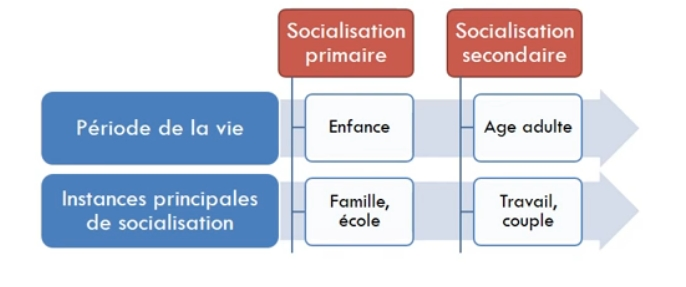 Socialisation
primaire
Socialisation
secondaire
Période de la vie
Enfance
Age adulte
Instances principales
de socialisation
Famille,
école
Travail,
couple